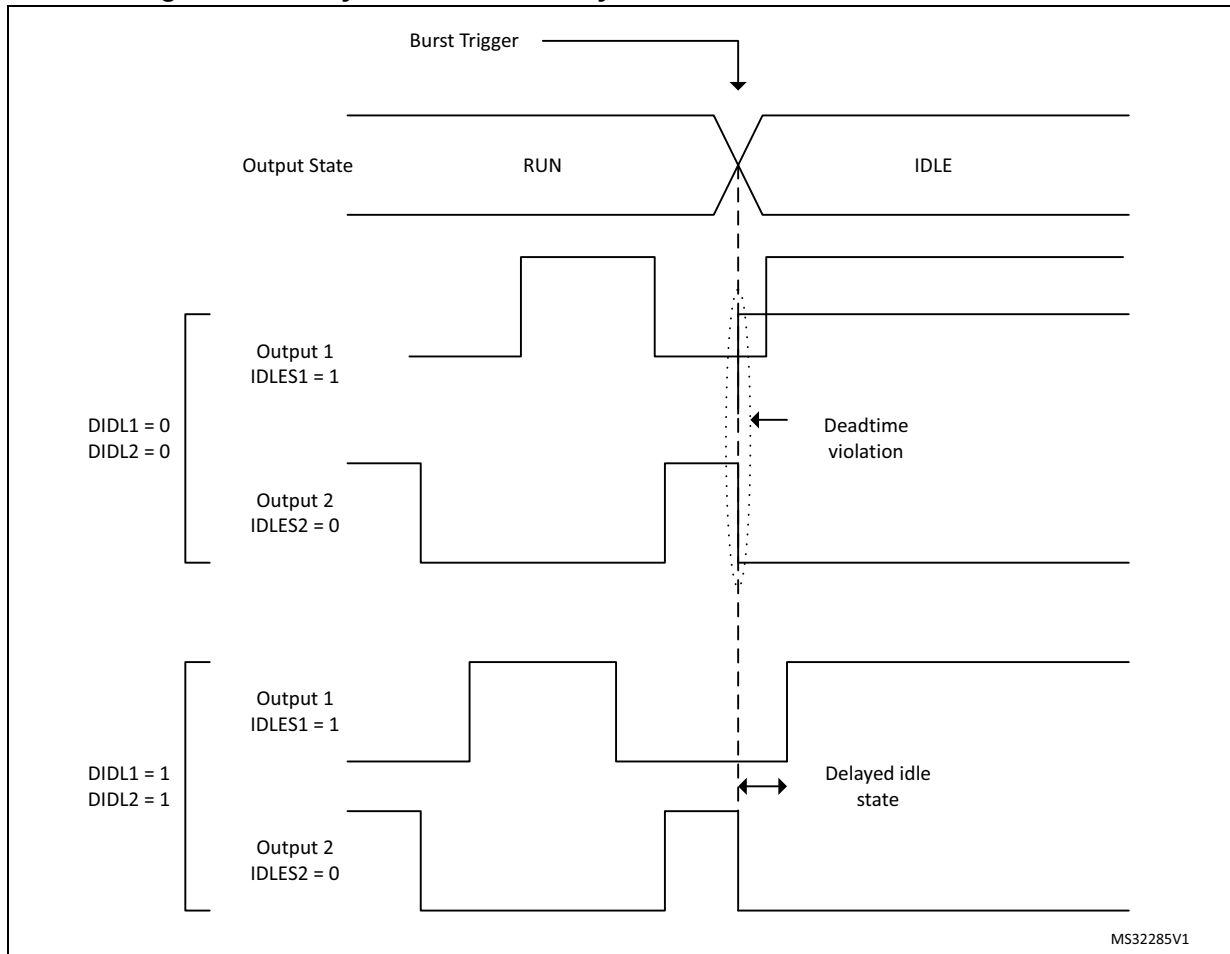 Burst Trigger
Output State
RUN
IDLE
Output 1
IDLES1 = 1
DIDL1 = 0
DIDL2 = 0
Deadtime
violation
Output 2
IDLES2 = 0
Output 1
IDLES1 = 1
DIDL1 = 1
DIDL2 = 1
Delayed idle
state
Output 2
IDLES2 = 0
MS32285V1